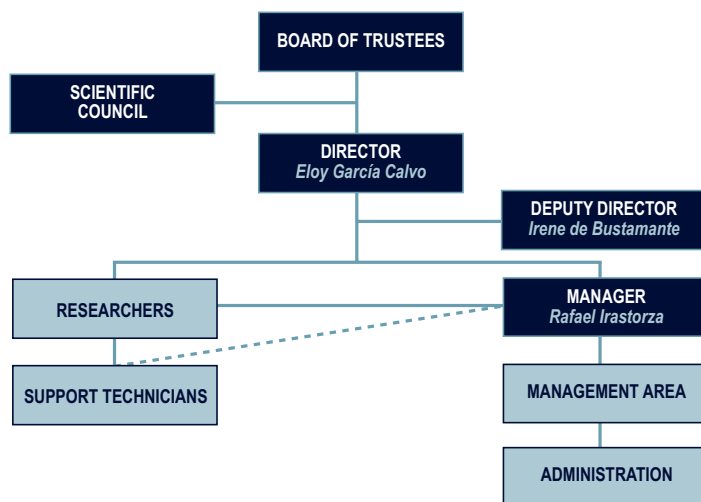 BOARD OF TRUSTEES
SCIENTIFIC
COUNCIL
DIRECTOR
Eloy García Calvo
DEPUTY DIRECTOR
Irene de Bustamante
RESEARCHERS
MANAGER
Rafael Irastorza
SUPPORT TECHNICIANS
MANAGEMENT AREA
ADMINISTRATION